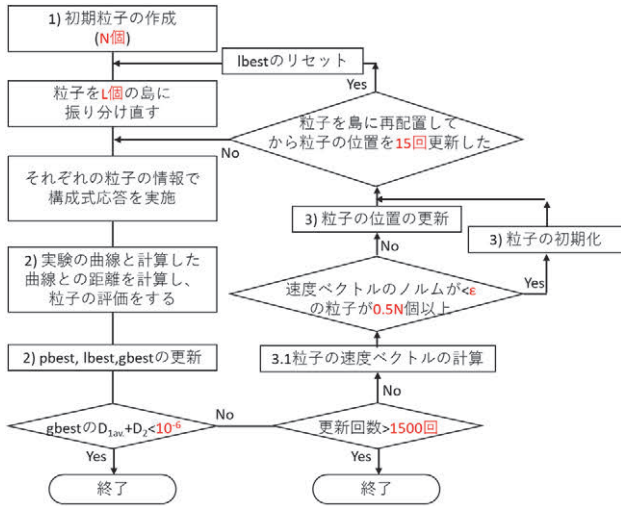 1) 初期粒子の作成
(N個)
lbestのリセット
Yes
粒子をL個の島に
振り分け直す
粒子を島に再配置して
から粒子の位置を15回更新した
No
それぞれの粒子の情報で
構成式応答を実施
3) 粒子の位置の更新
3) 粒子の初期化
No
Yes
2) 実験の曲線と計算した
曲線との距離を計算し、
粒子の評価をする
速度ベクトルのノルムが<ε
の粒子が0.5N個以上
2) pbest, lbest,gbestの更新
3.1粒子の速度ベクトルの計算
No
gbestのD1av.+D2<10-6
No
更新回数>1500回
Yes
Yes
終了
終了